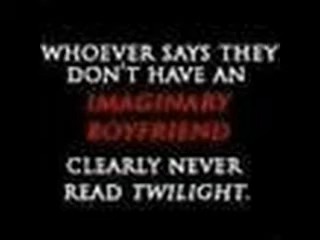 WHOEVER SAYS THEY
DON'T HAVE AN
IMAGINARY
BOYFRIEND
CLEARLY NEVER
READ TWILIGHT.